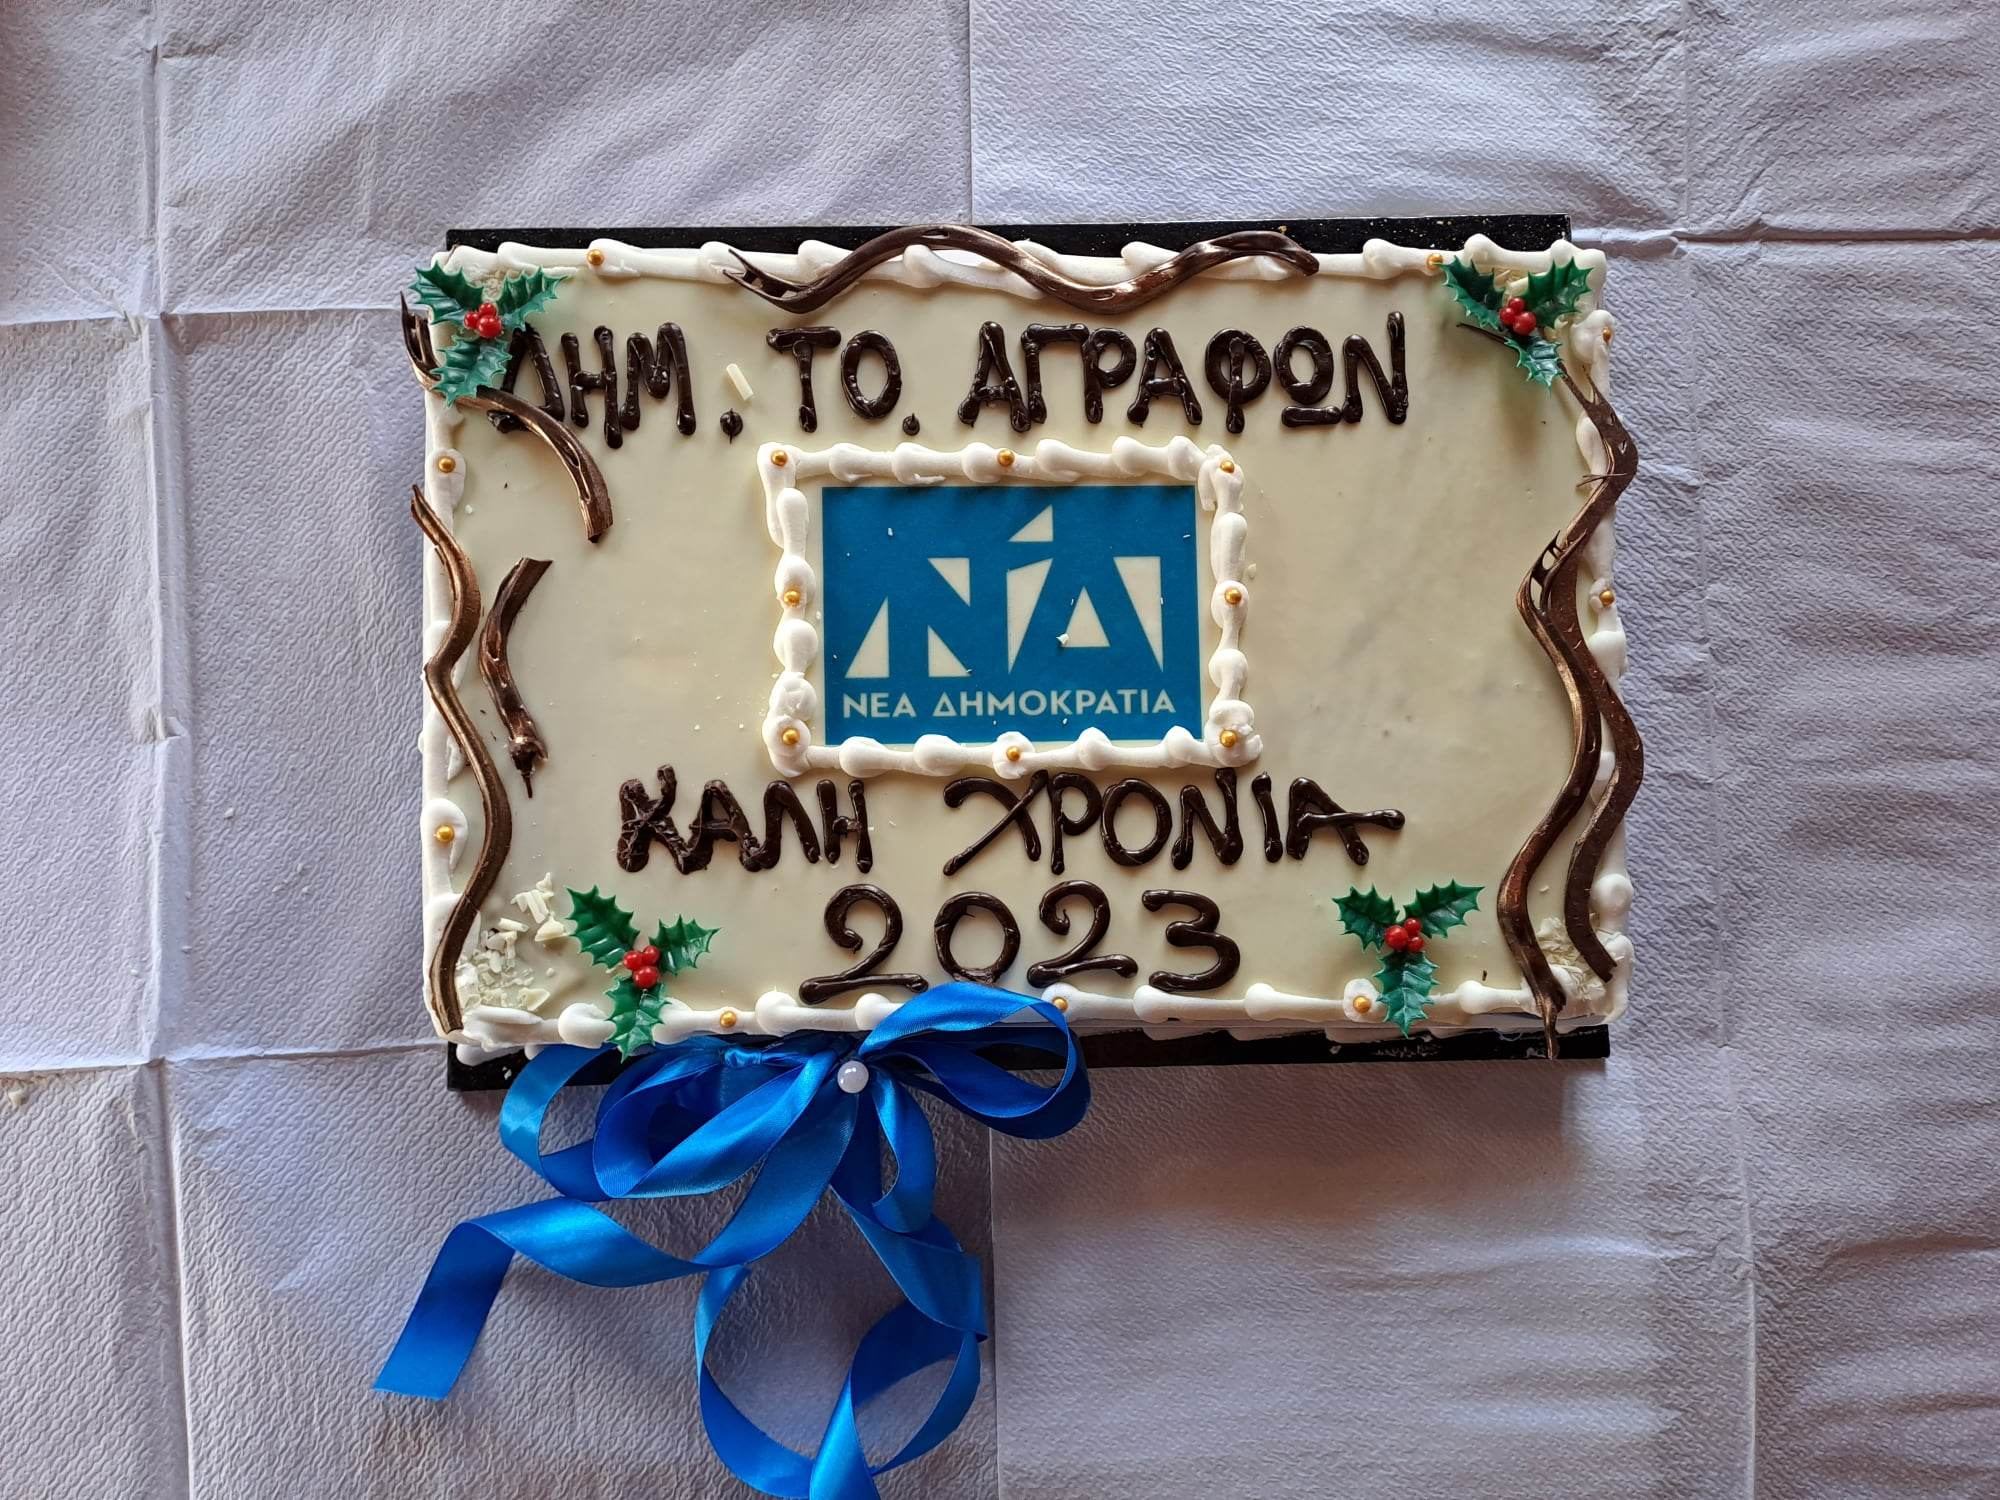 ΔΗΜ. ΤΟ. ΑΓΡΑΦΩΝ
ΝΔ
ΝΕΑ ΔΗΜΟΚΡΑΤΙΑ
ΚΑΛΗ ΧΡΟΝΙΑ
2023